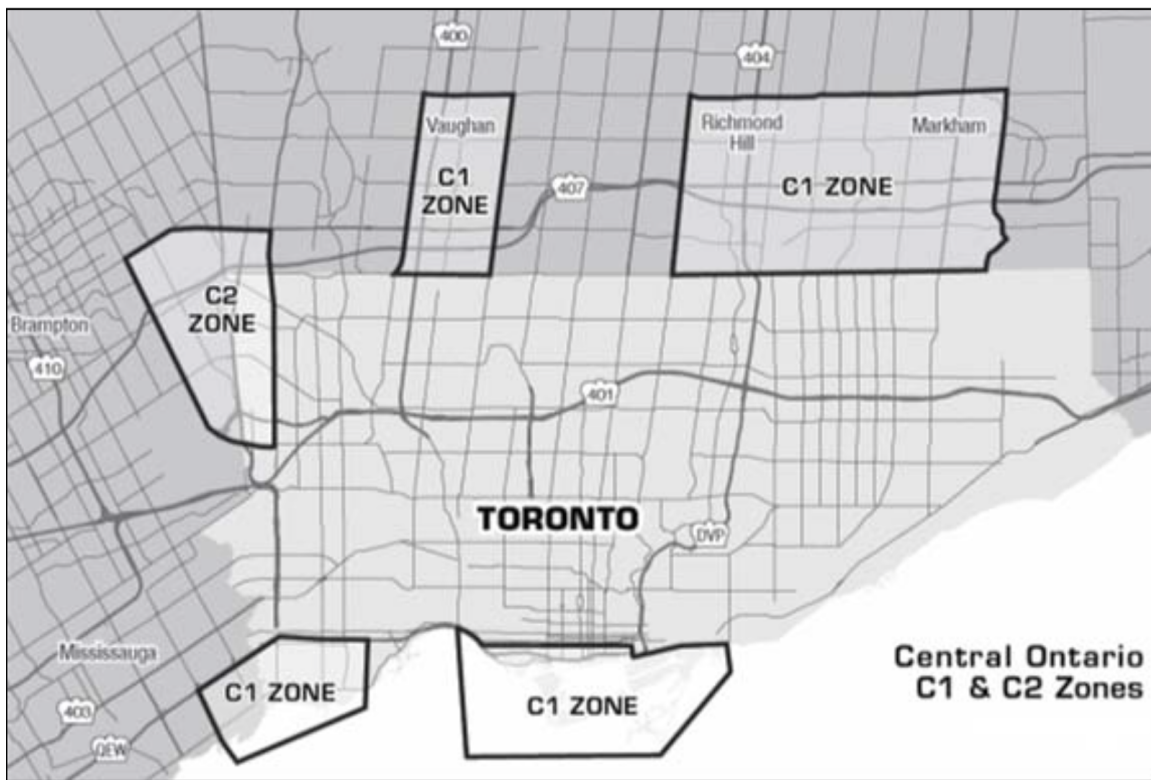 400
404
Vaughan
Richmond
Hill
Markham
C1
ZONE
C1 ZONE
407
C2
ZONE
Brampton
410
401
TORONTO
DVP
Mississauga
C1 ZONE
C1 ZONE
Central Ontario
C1 & C2 Zones
403
QEW